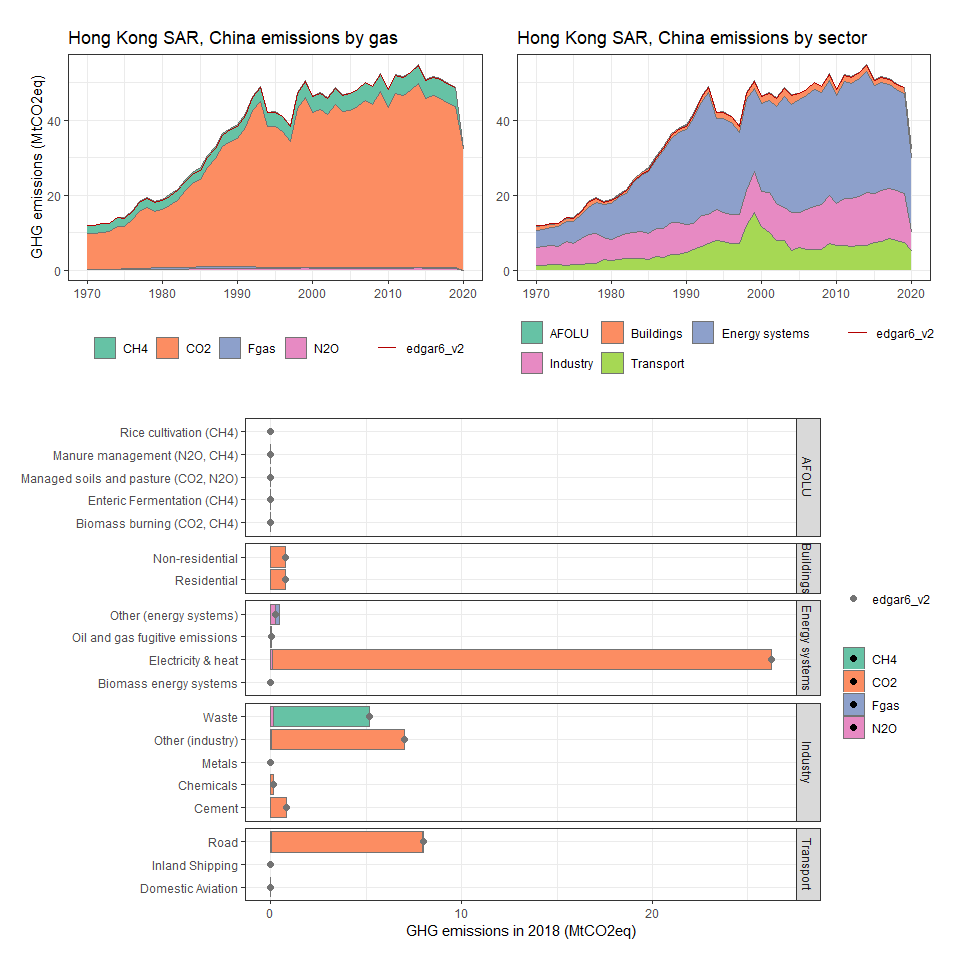 Hong Kong SAR, China emissions by gas
GHG emissions (MtCO2eq)
40
20
0
1970 1980 1990 2000 2010 2020
CH4 CO2 Fgas N2O edgar6_v2
Hong Kong SAR, China emissions by sector
40
20
0
1970 1980 1990 2000 2010 2020
AFOLU Buildings Energy systems edgar6_v2
Industry Transport
Rice cultivation (CH4)
Manure management (N2O, CH4)
Managed soils and pasture (CO2, N2O)
Enteric Fermentation (CH4)
Biomass burning (CO2, CH4)
AFOLU
Non-residential
Residential
Buildings
Other (energy systems)
Oil and gas fugitive emissions
Electricity & heat
Biomass energy systems
Energy systems
Waste
Other (industry)
Metals
Chemicals
Cement
Industry
Road
Inland Shipping
Domestic Aviation
Transport
0 10 20
GHG emissions in 2018 (MtCO2eq)
edgar6_v2
CH4
CO2
Fgas
N2O